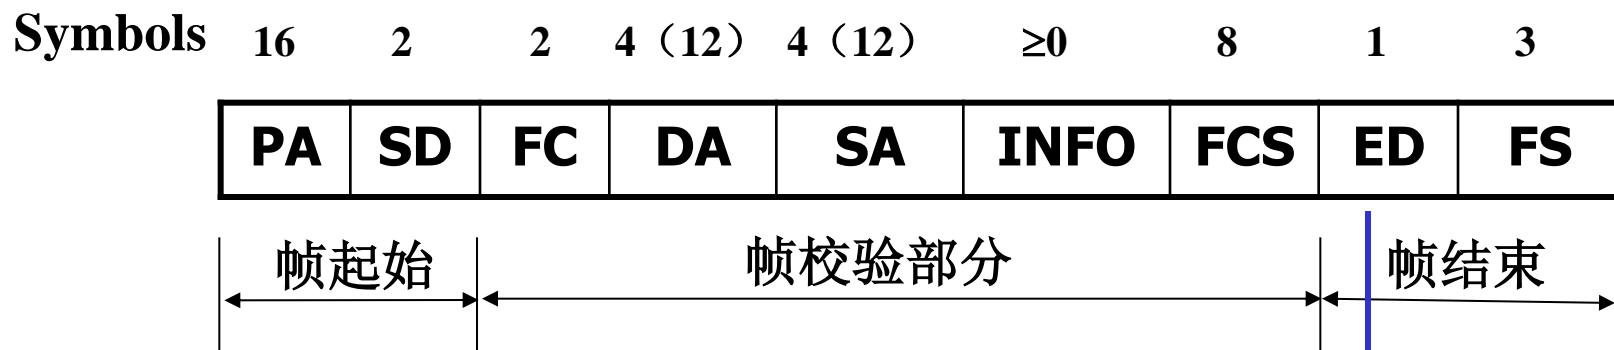 Symbols 16 2 2 4（12） 4（12） ≥0 8 1 3
PA SD FC DA SA INFO FCS ED FS
帧起始 帧校验部分 帧结束